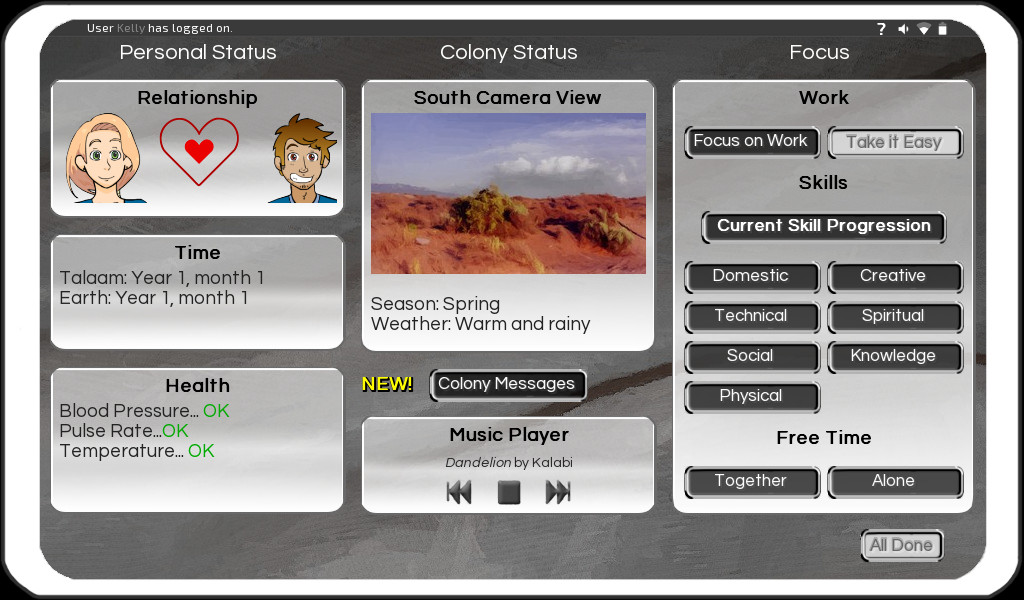 User Kelly has logged on.
?
Personal Status
Colony Status
Focus
Relationship
Time
Talaam: Year 1, month 1
Earth: Year 1, month 1
Health
Blood Pressure... OK
Pulse Rate...OK
Temperature... OK
South Camera View
Season: Spring
Weather: Warm and rainy
NEW!
Colony Messages
Music Player
Dandelion by Kalabi
Work
Focus on Work
Take it Easy
Skills
Current Skill Progression
Domestic
Creative
Technical
Spiritual
Social
Knowledge
Physical
Free Time
Together
Alone
All Done